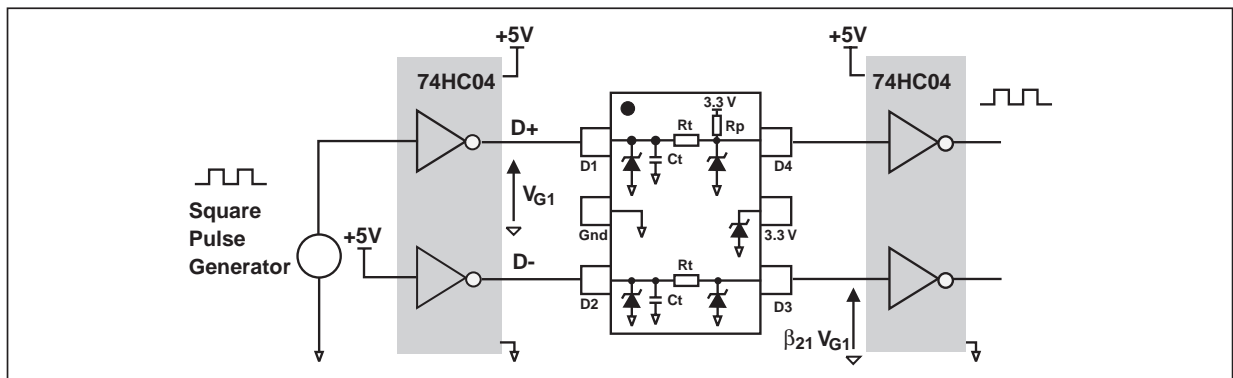 +5V
74HC04
D+
D1
VG1
Square
Pulse
Generator
+5V
D-
D2
Gnd
3.3 V
Rt
Rp
Ct
D4
3.3 V
Rt
Ct
D3
+5V
74HC04
β21 VG1